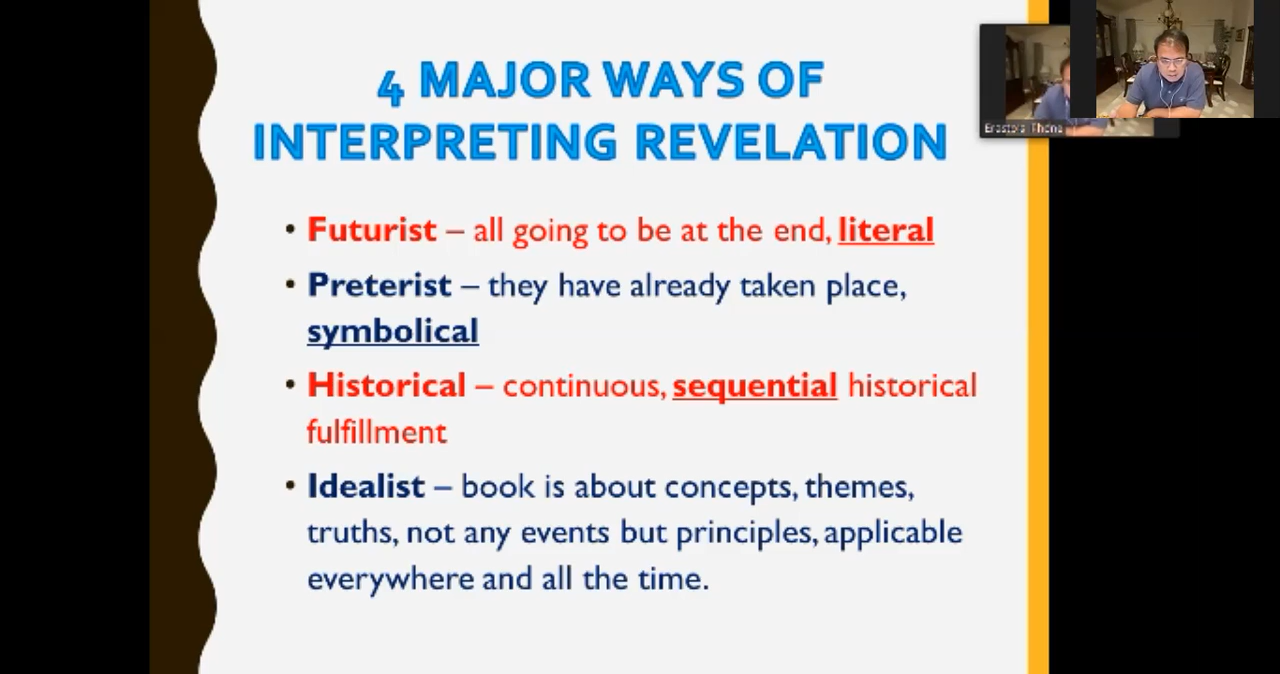 4 MAJOR WAYS OF
INTERPRETING REVELATION
• Futurist – all going to be at the end, literal
• Preterist – they have already taken place,
symbolical
• Historical – continuous, sequential historical
fulfillment
• Idealist – book is about concepts, themes,
truths, not any events but principles, applicable
everywhere and all the time.